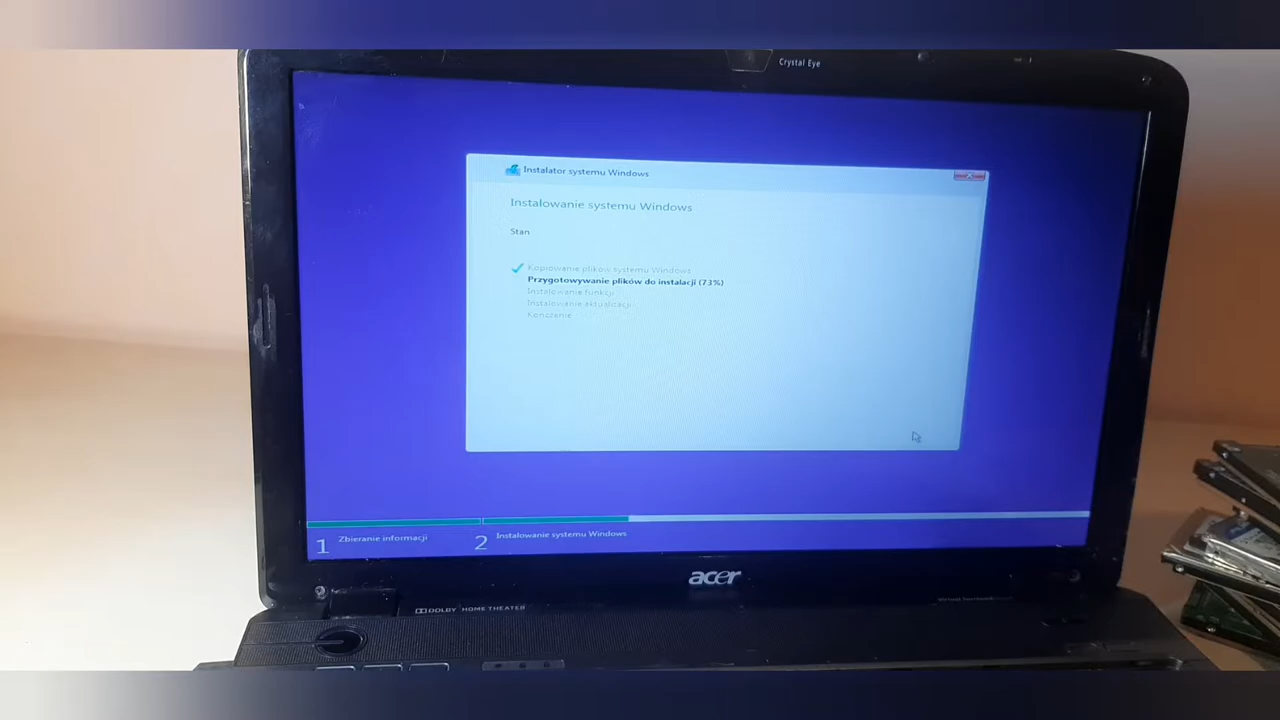 Crystal Eye
Instalator systemu Windows
Instalowanie systemu Windows
Stan
Kopiowanie plików systemu Windows
Przygotowywanie plików do instalacji (73%)
Instalowanie funkcji
Instalowanie aktualizacji
Kończenie
1 Zbieranie informacji
2 Instalowanie systemu Windows
acer
DOLBY HOME THEATER